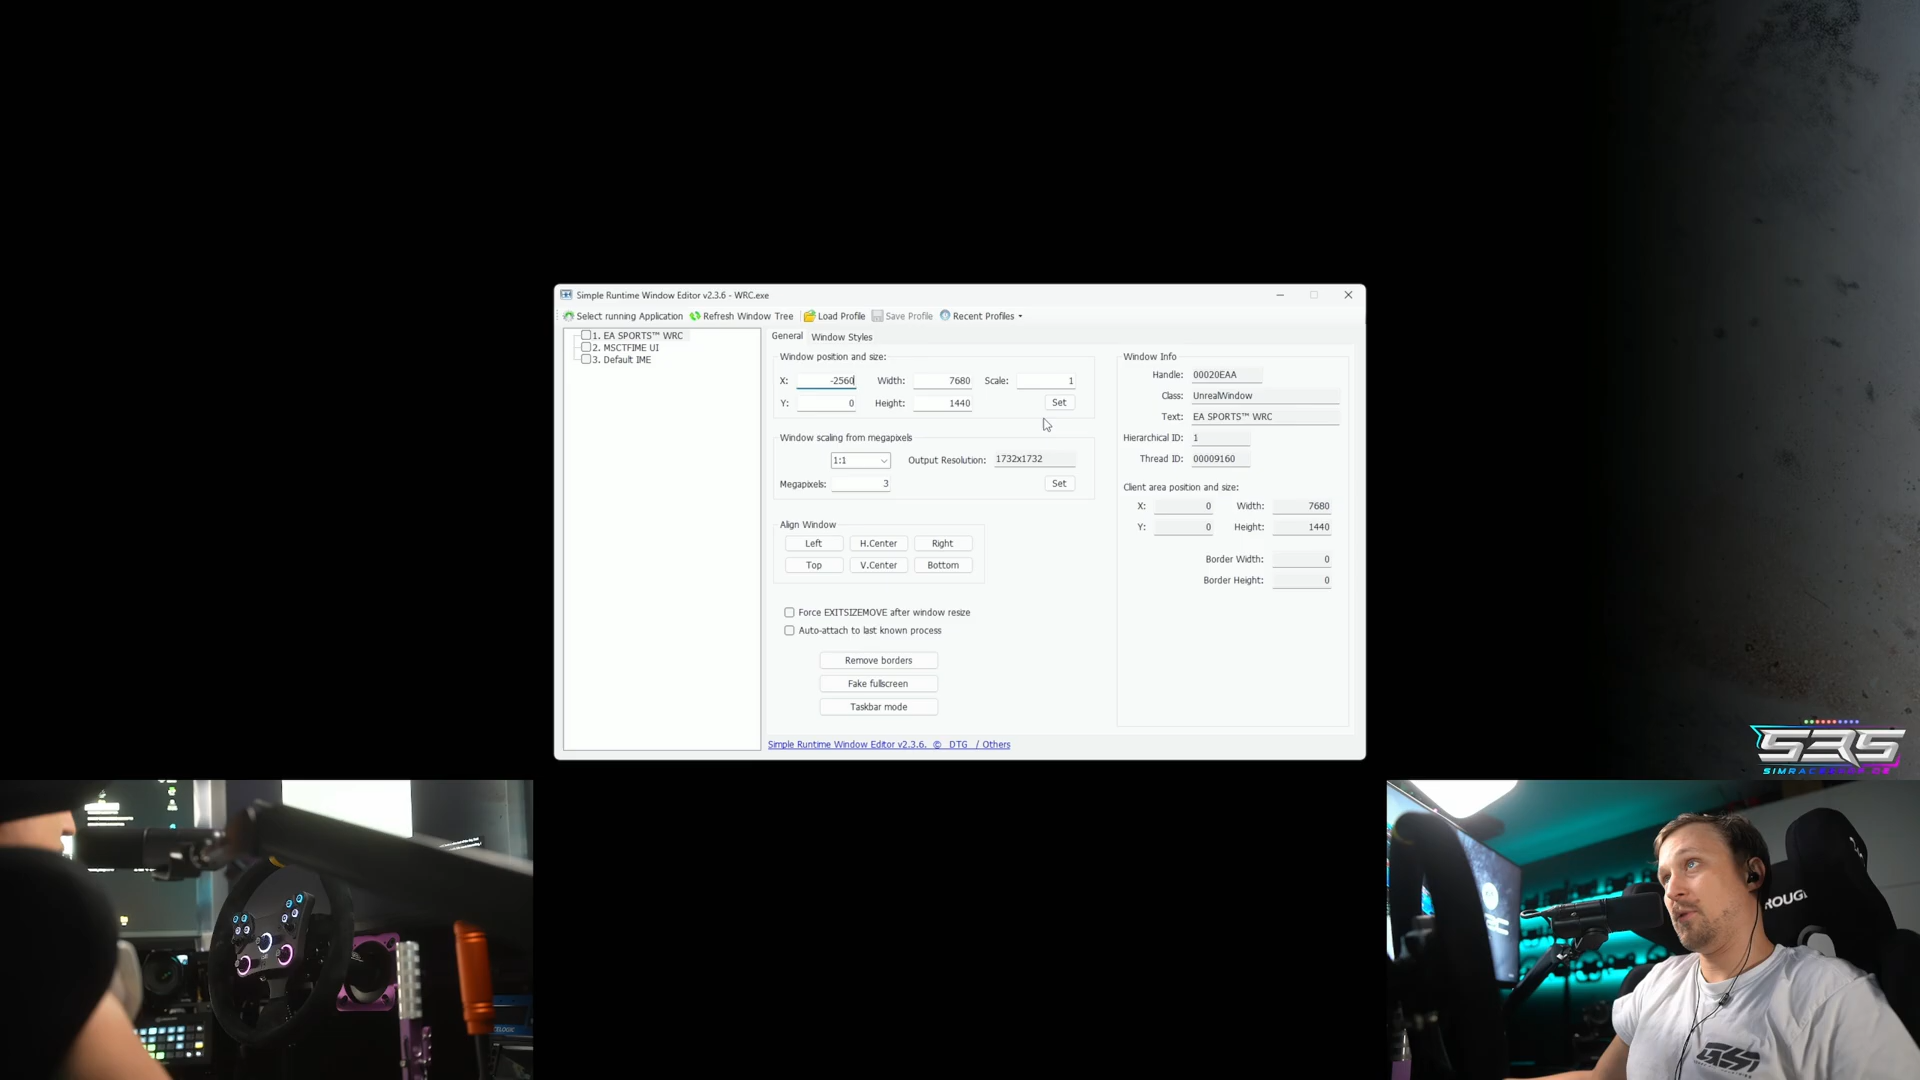 Simple Runtime Window Editor v2.3.6 - WRC.exe
Select running Application Refresh Window Tree Load Profile Save Profile Recent Profiles
1. EA SPORTS™ WRC
2. MSCTFIME UI
3. Default IME
General Window Styles
Window position and size:
X: -2560 Width: 7680 Scale: 1
Y: 0 Height: 1440 Set
Window scaling from megapixels
1:1 Output Resolution: 1732x1732
Megapixels: 3 Set
Align Window
Left H.Center Right
Top V.Center Bottom
Force EXITSIZEMOVE after window resize
Auto-attach to last known process
Remove borders
Fake fullscreen
Taskbar mode
Simple Runtime Window Editor v2.3.6. © DTG / Others
Window Info
Handle: 00020EAA
Class: UnrealWindow
Text: EA SPORTS™ WRC
Hierarchical ID: 1
Thread ID: 00009160
Client area position and size:
X: 0 Width: 7680
Y: 0 Height: 1440
Border Width: 0
Border Height: 0
SRS
ROUGH